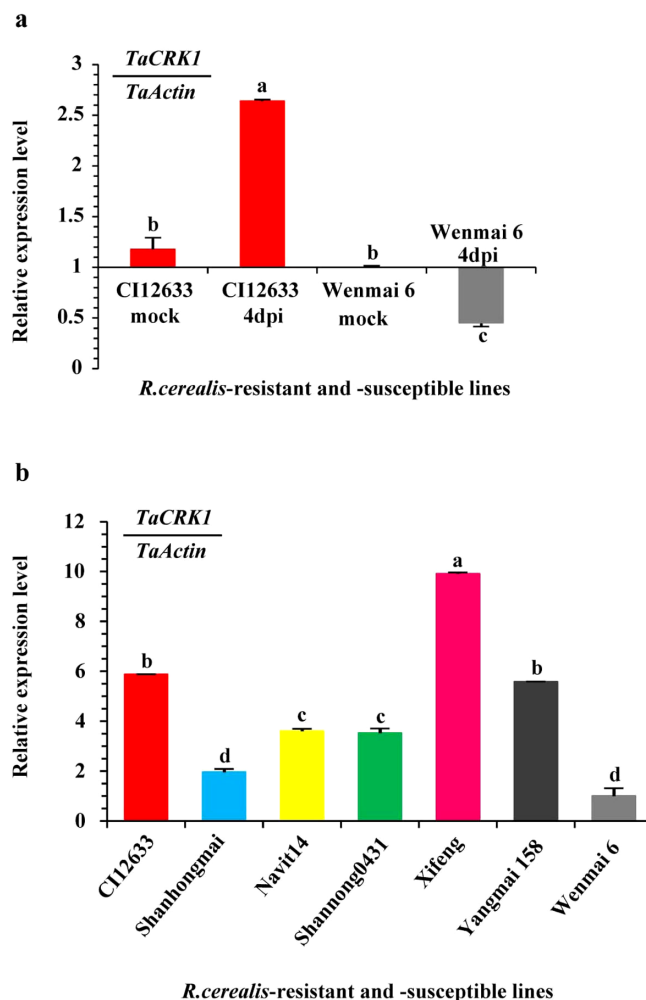 a
TaCRK1
TaActin
Relative expression level
3
2.5
2
1.5
1
0.5
0
b
a
b
c
CI12633
mock
CI12633
4dpi
Wenmai 6
mock
Wenmai 6
4dpi
R.cerealis-resistant and -susceptible lines
b
TaCRK1
TaActin
Relative expression level
12
10
8
6
4
2
0
b
d
c
c
a
b
d
CI12633
Shanhongmai
Navit14
Shannong0431
Xifeng
Yangmai 158
Wenmai 6
R.cerealis-resistant and -susceptible lines